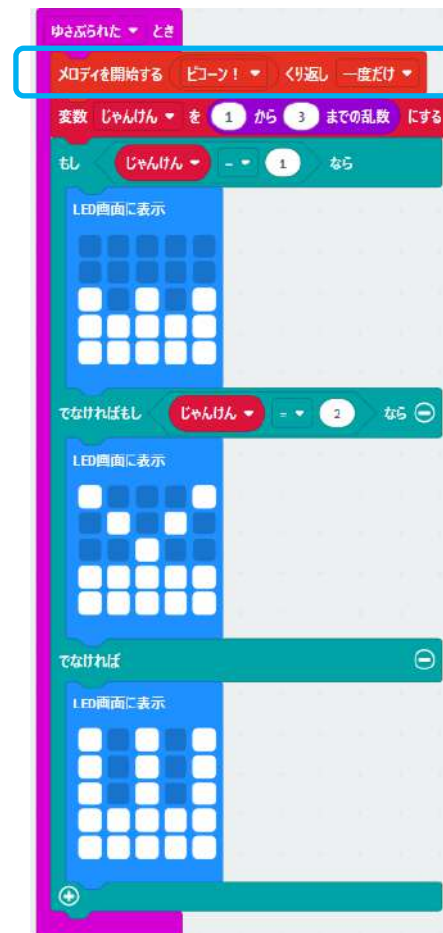 ゆさぶられた とき
メロディを開始する ピコーン! くり返し 一度だけ
変数 じゃんけん を 1 から 3 までの乱数 にする
もし じゃんけん = 1 なら
LED画面に表示
でなければもし じゃんけん = 2 なら
LED画面に表示
でなければ
LED画面に表示